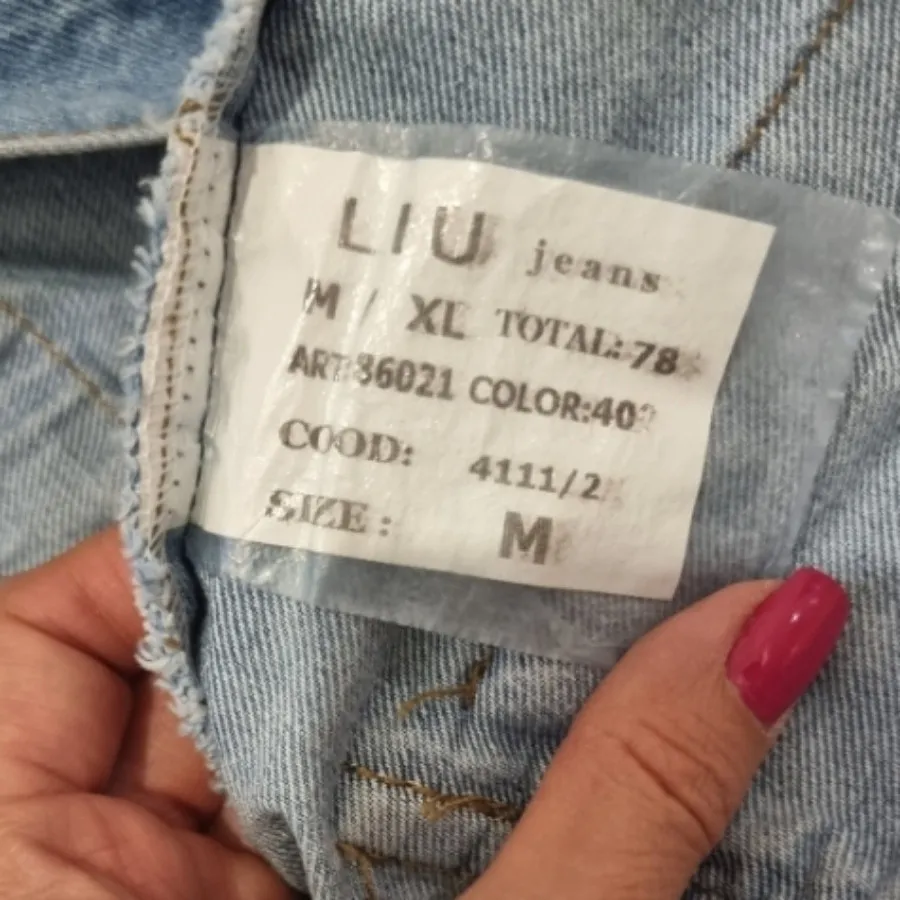 LIU jeans
M / XL TOTAL: 78
ART:36021 COLOR:40
COOD: 4111/2
SIZE : M